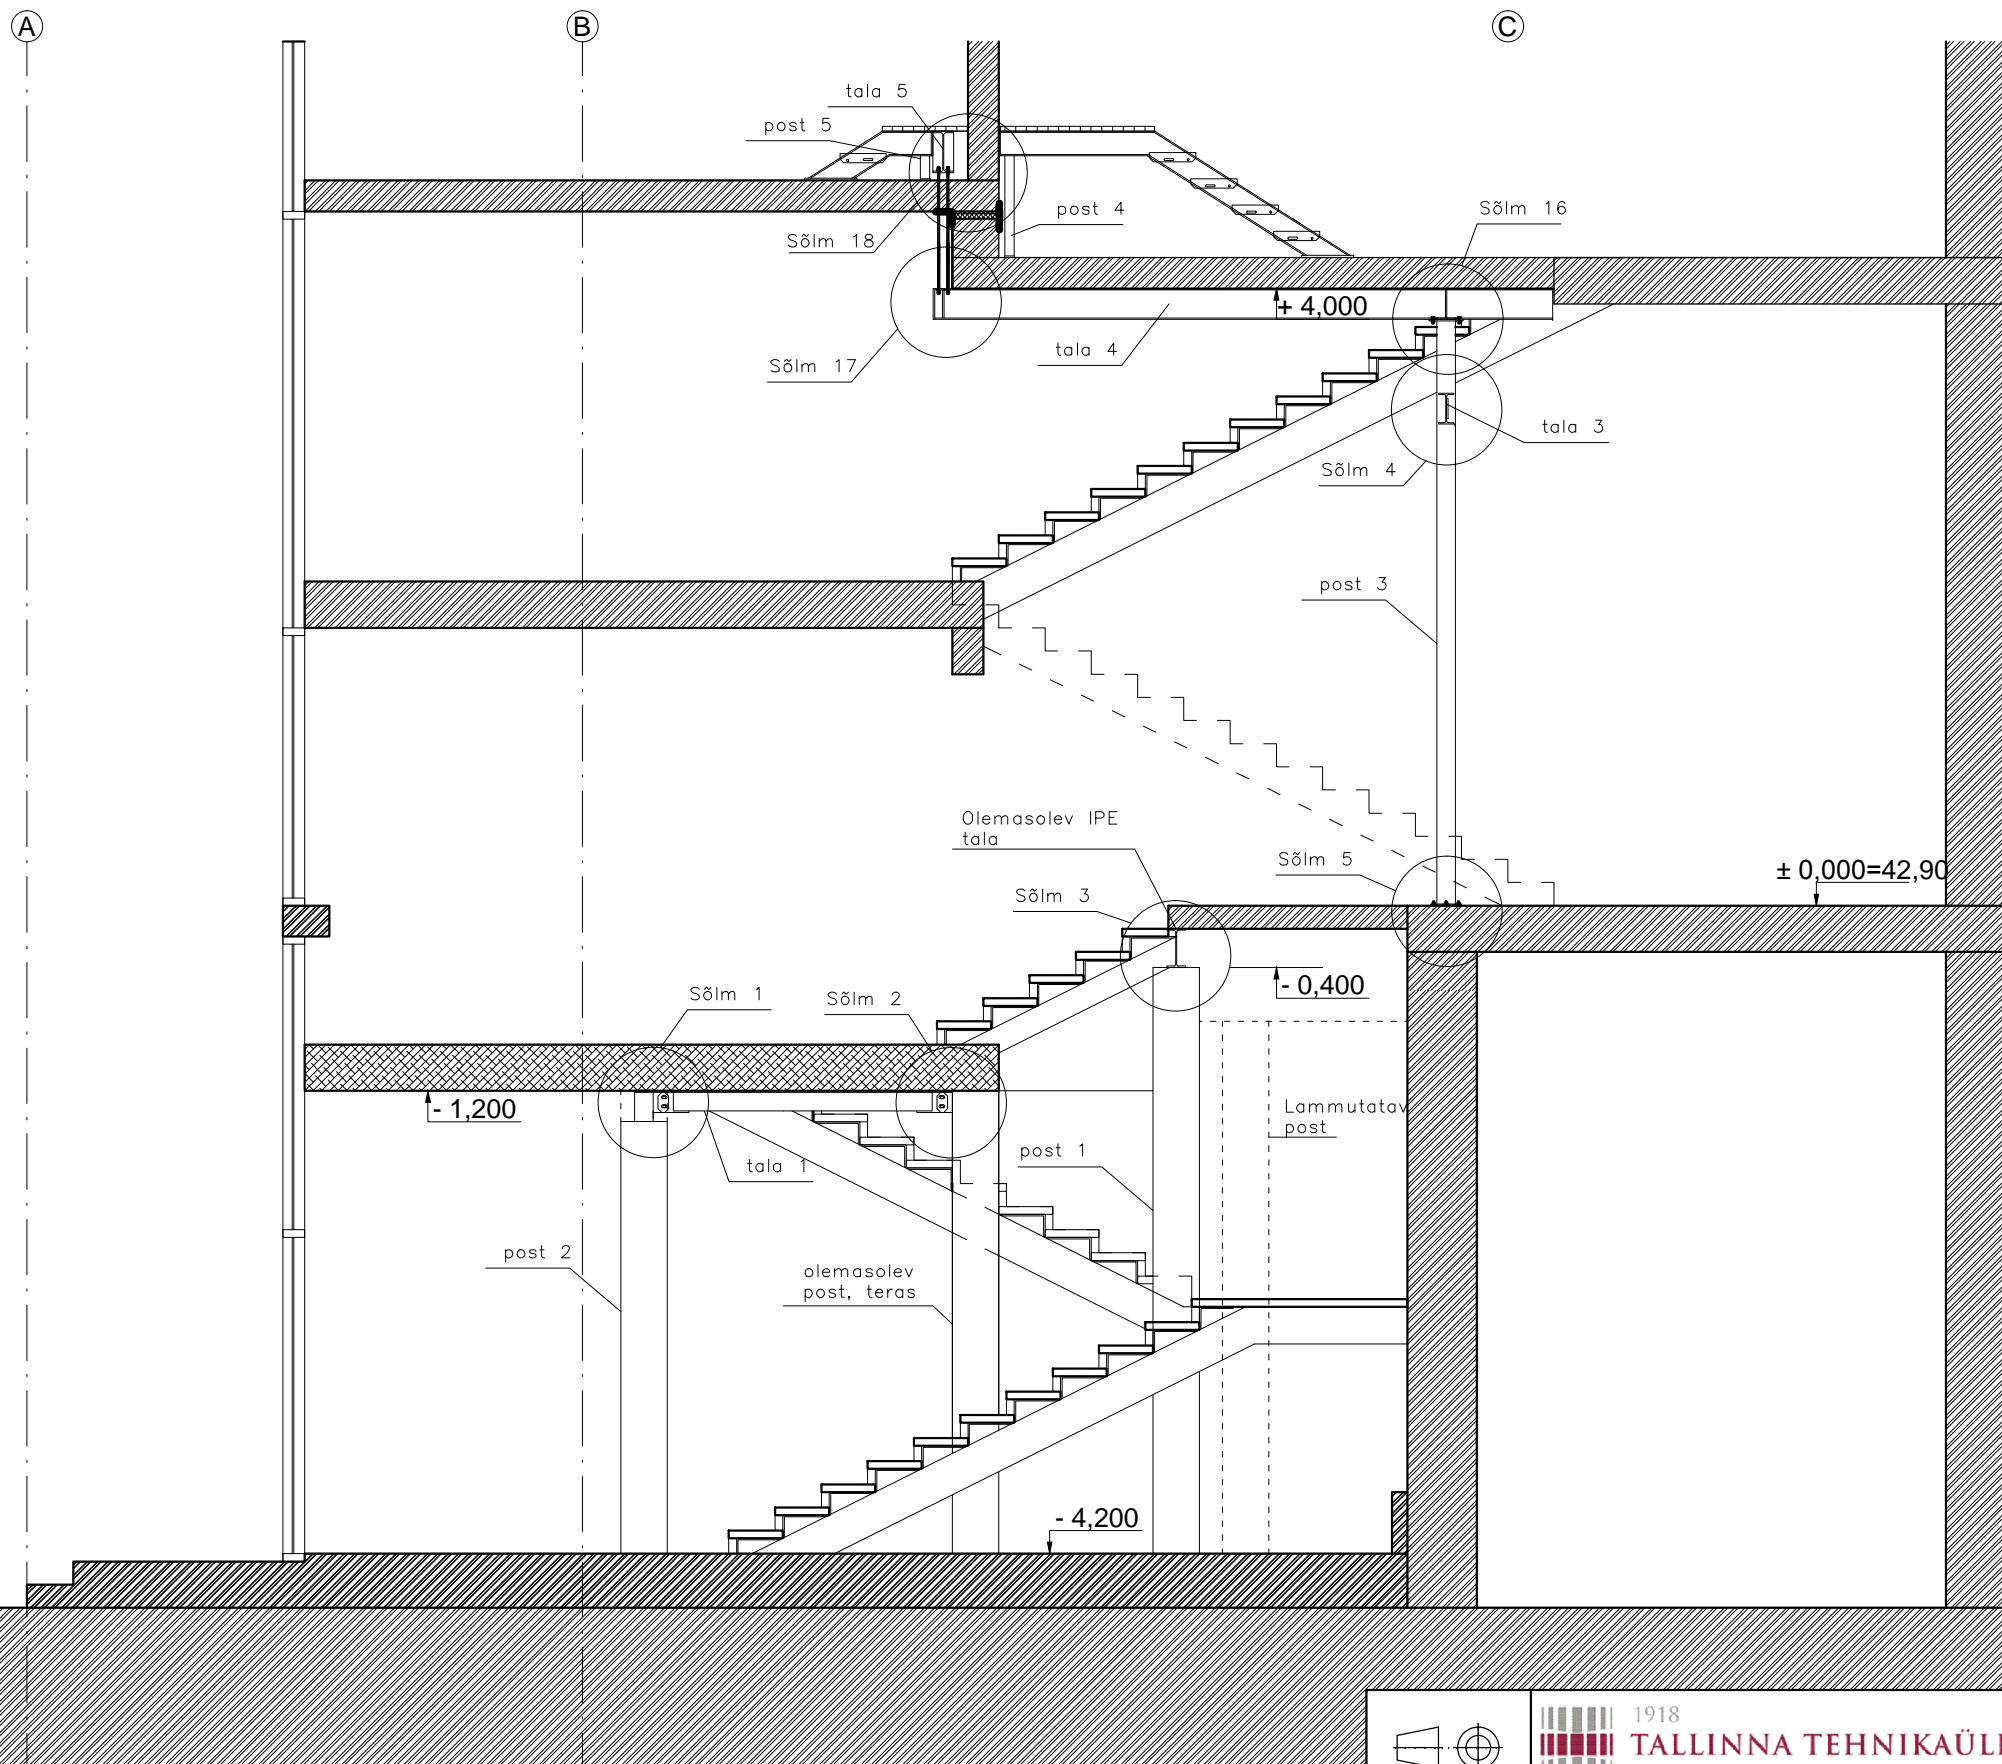 A
B
C
tala 5
post 5
Sõlm 18
post 4
Sõlm 16
+ 4,000
Sõlm 17
tala 4
tala 3
Sõlm 4
post 3
Olemasolev IPE
tala
Sõlm 5
± 0,000=42,90
Sõlm 3
Sõlm 1
Sõlm 2
- 0,400
- 1,200
Lammutatav
post
tala 1
post 1
post 2
olemasolev
post, teras
- 4,200
1918
TALLINNA TEHNIKAÜLI